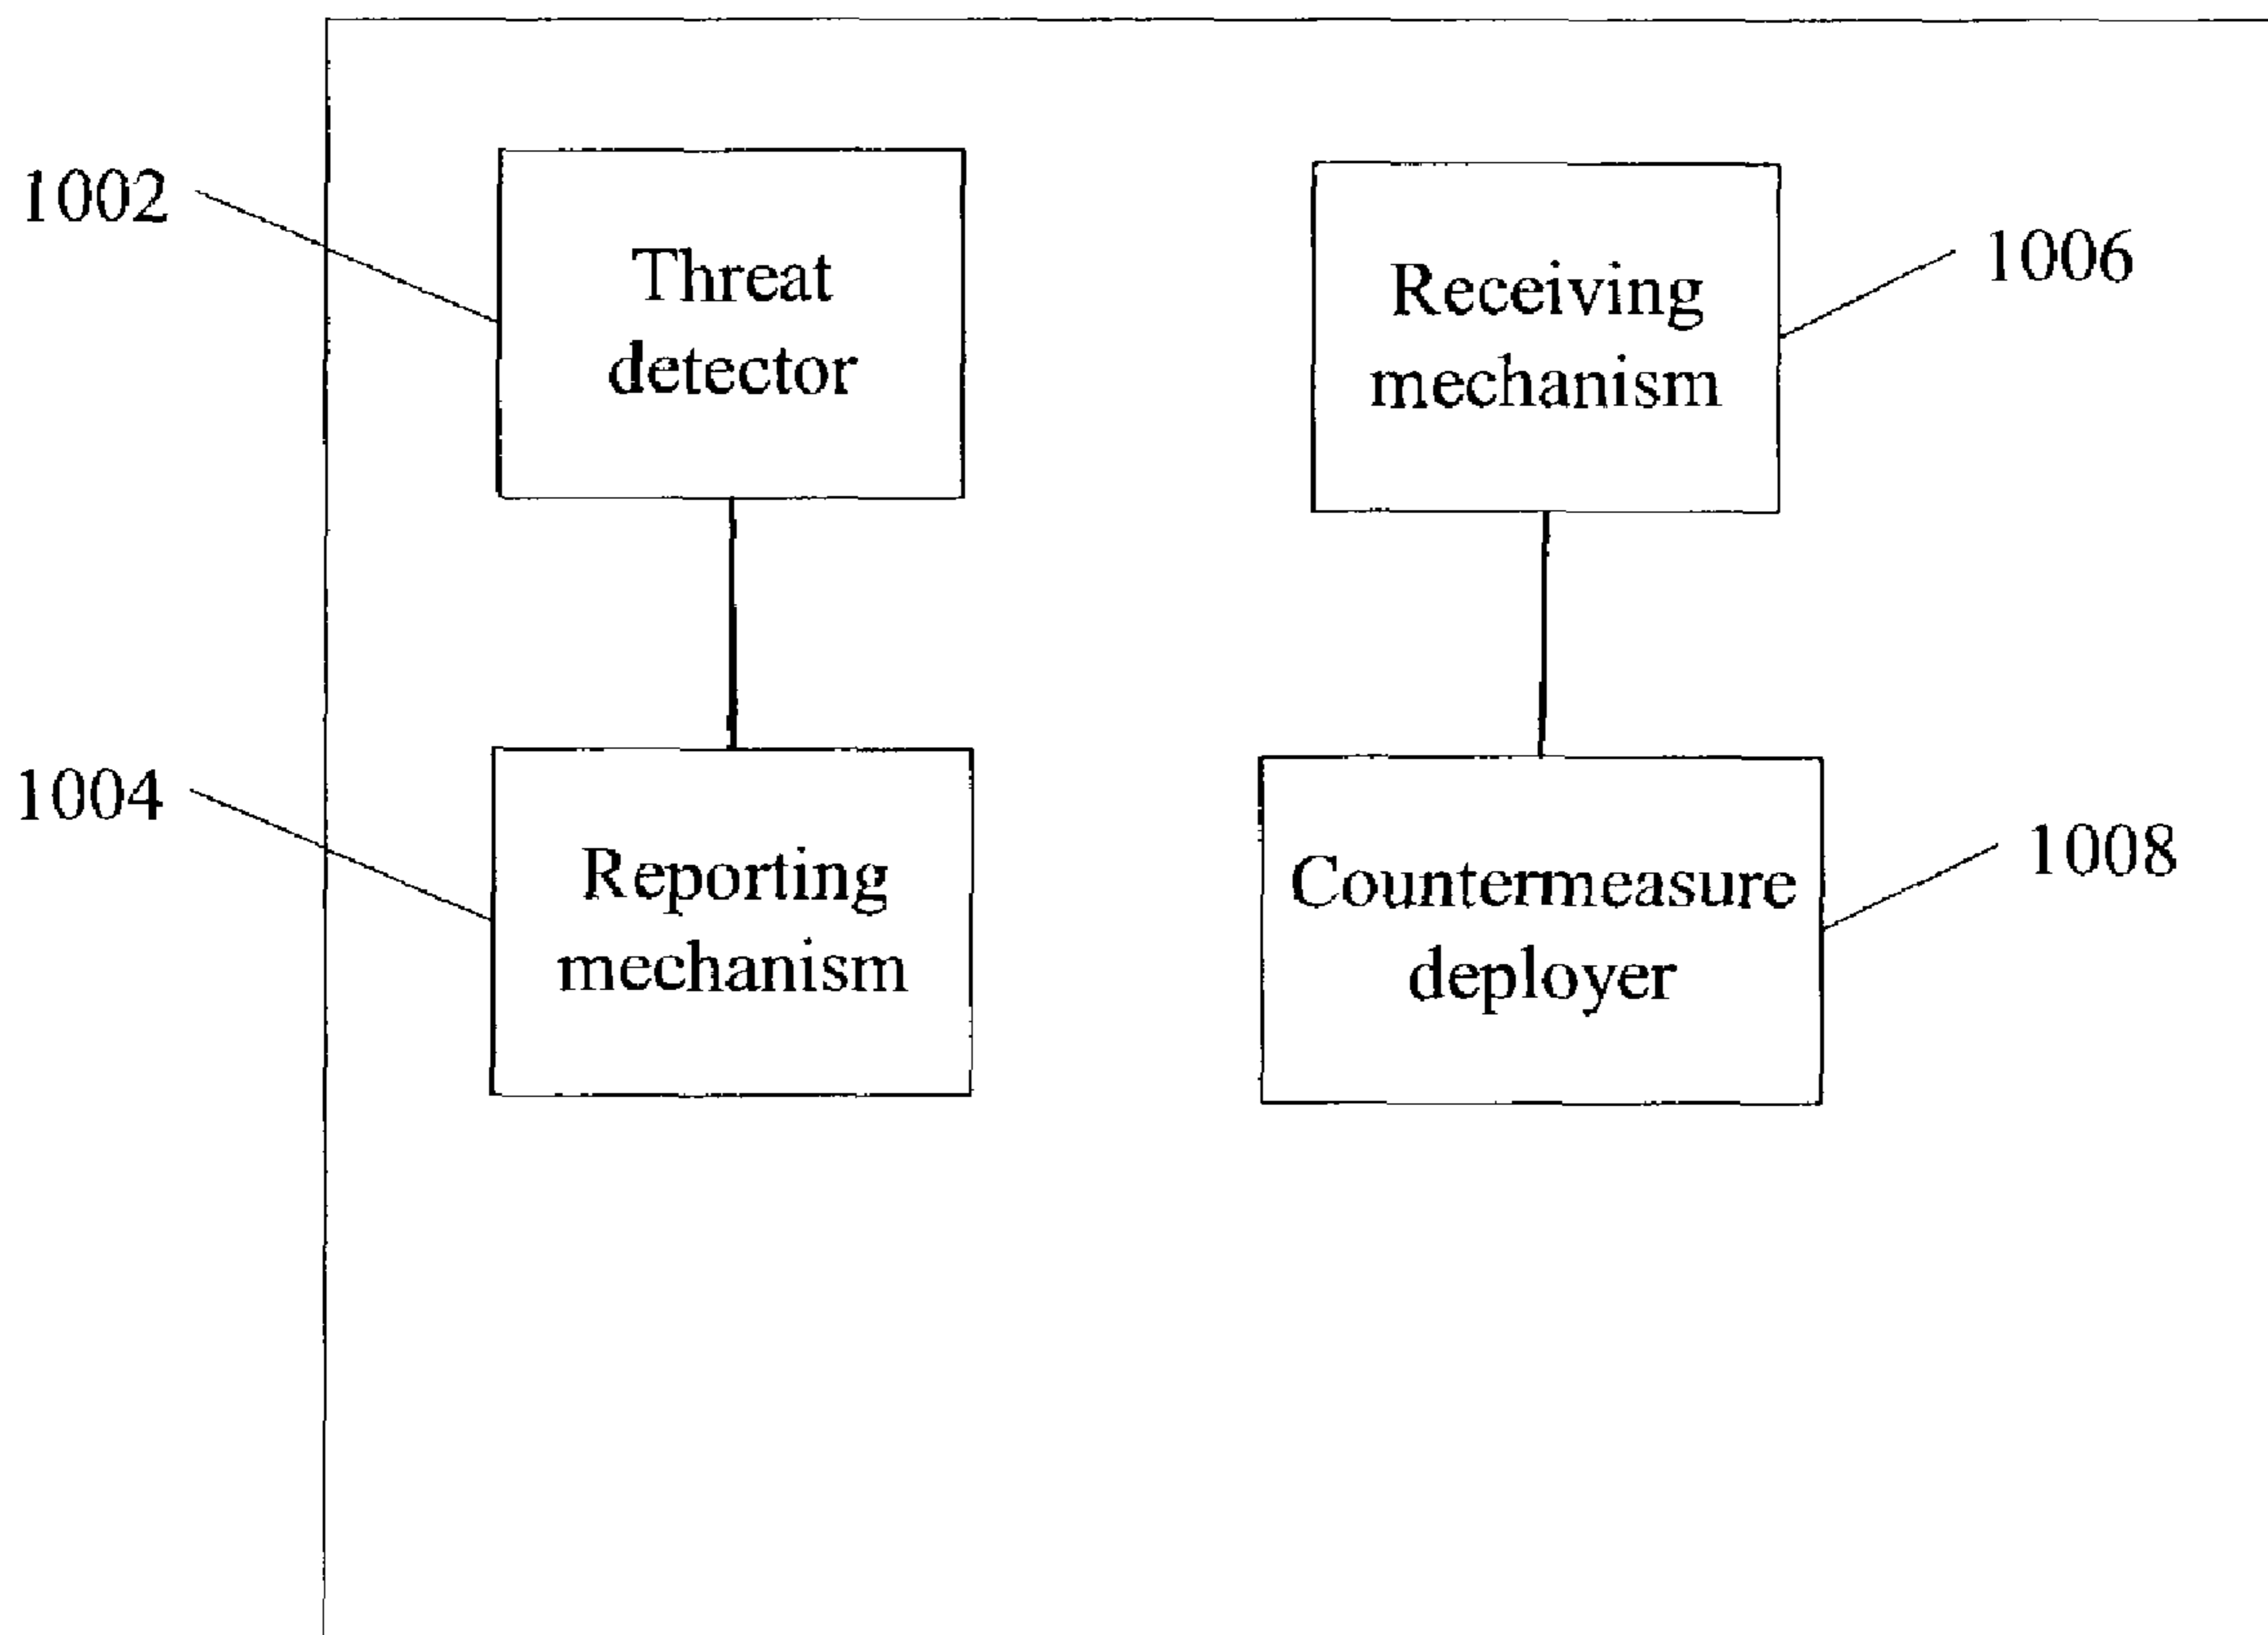 1002
Threat
detector
Receiving
mechanism
1006
1004
Reporting
mechanism
Countermeasure
deployer
1008